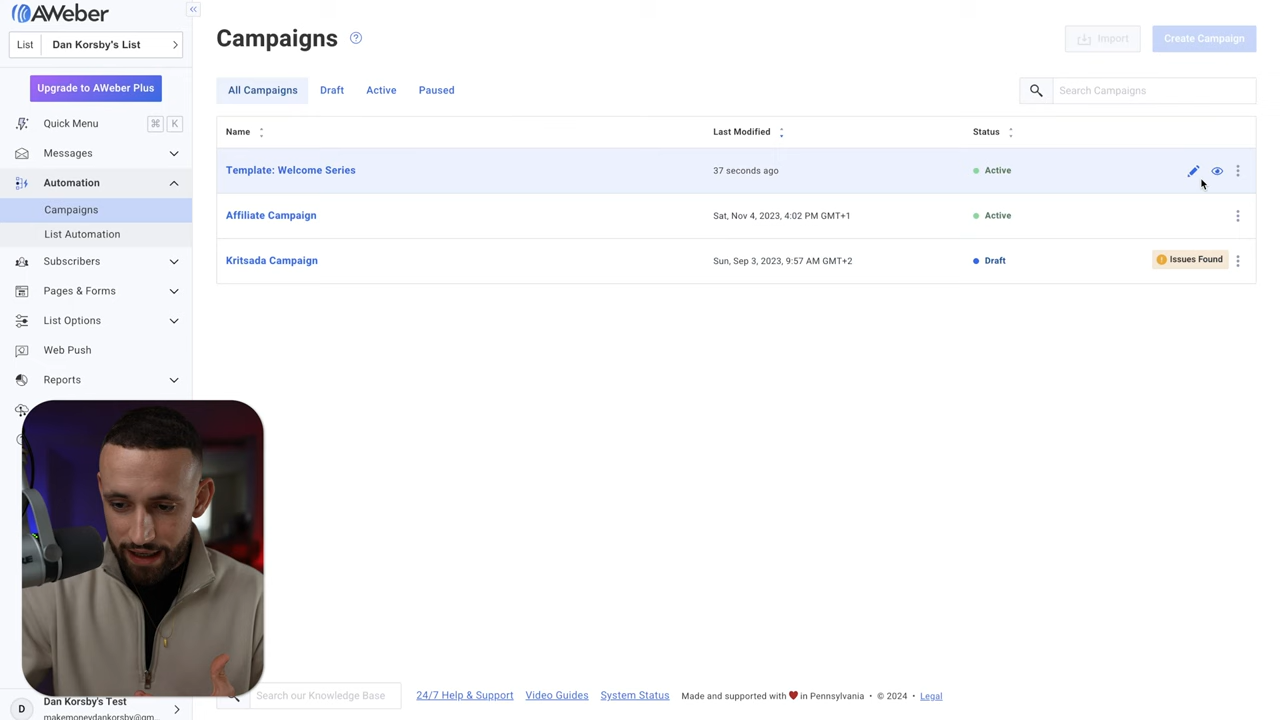 AWeber
List
Dan Korsby's List
Upgrade to AWeber Plus
Quick Menu
⌘ K
Messages
Automation
Campaigns
List Automation
Subscribers
Pages & Forms
List Options
Web Push
Reports
D
Dan Korsby's Test
makemoneydankorsby@gm...
Campaigns
Import
Create Campaign
All Campaigns
Draft
Active
Paused
Search Campaigns
Name
Last Modified
Status
Template: Welcome Series
37 seconds ago
Active
Affiliate Campaign
Sat, Nov 4, 2023, 4:02 PM GMT+1
Active
Kritsada Campaign
Sun, Sep 3, 2023, 9:57 AM GMT+2
Draft
Issues Found
Search our Knowledge Base
24/7 Help & Support
Video Guides
System Status
Made and supported with ❤ in Pennsylvania • © 2024 • Legal